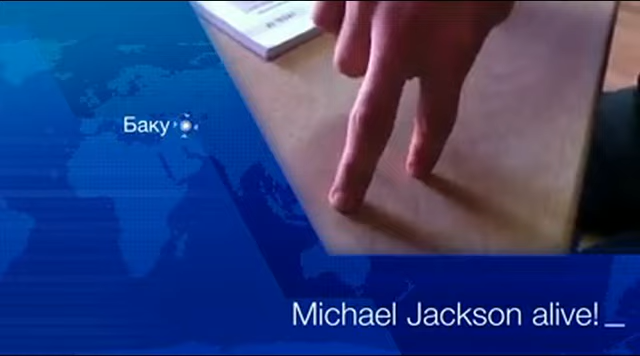 Баку
Michael Jackson alive!_